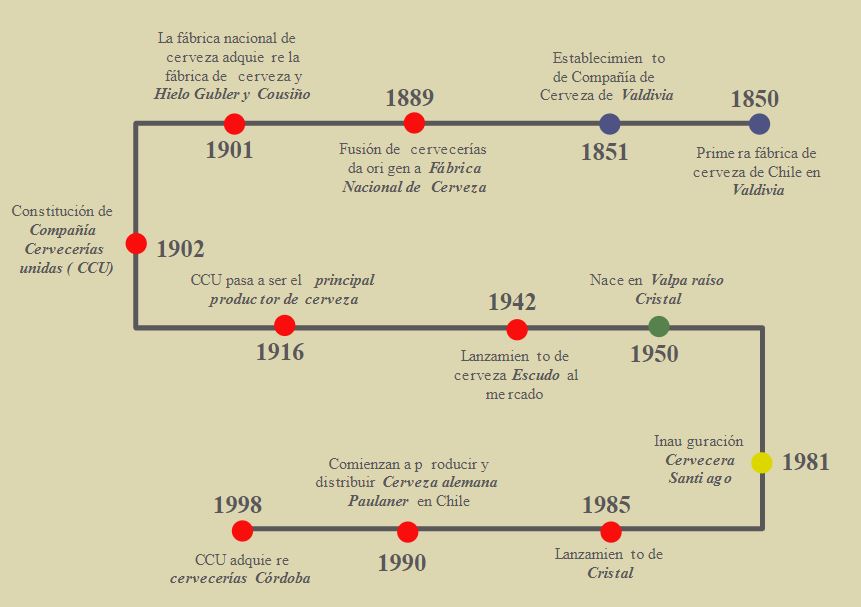 La fábrica nacional de
cerveza adquie re la
fábrica de cerveza y
Hielo Gubler y Cousiño
1901
1889
Fusión de cervecerías
da ori gen a Fábrica
Nacional de Cerveza
Establecimien to
de Compañía de
Cerveza de Valdivia
1851
1850
Prime ra fábrica de
cerveza de Chile en
Valdivia
Constitución de
Compañía
Cervecerías
unidas ( CCU)
1902
CCU pasa a ser el principal
productor de cerveza
1916
1942
Lanzamien to de
cerveza Escudo al
mercado
Nace en Valpa raíso
Cristal
1950
Inau guración
Cervecera
Santi ago
1981
1998
CCU adquie re
cervecerías Córdoba
Comienzan a p roducir y
distribuir Cerveza alemana
Paulaner en Chile
1990
1985
Lanzamien to de
Cristal